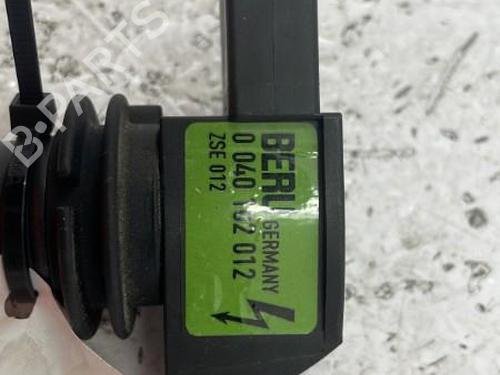 B-PARTS
BERU
GERMANY
0 040 102 012
ZSE 012